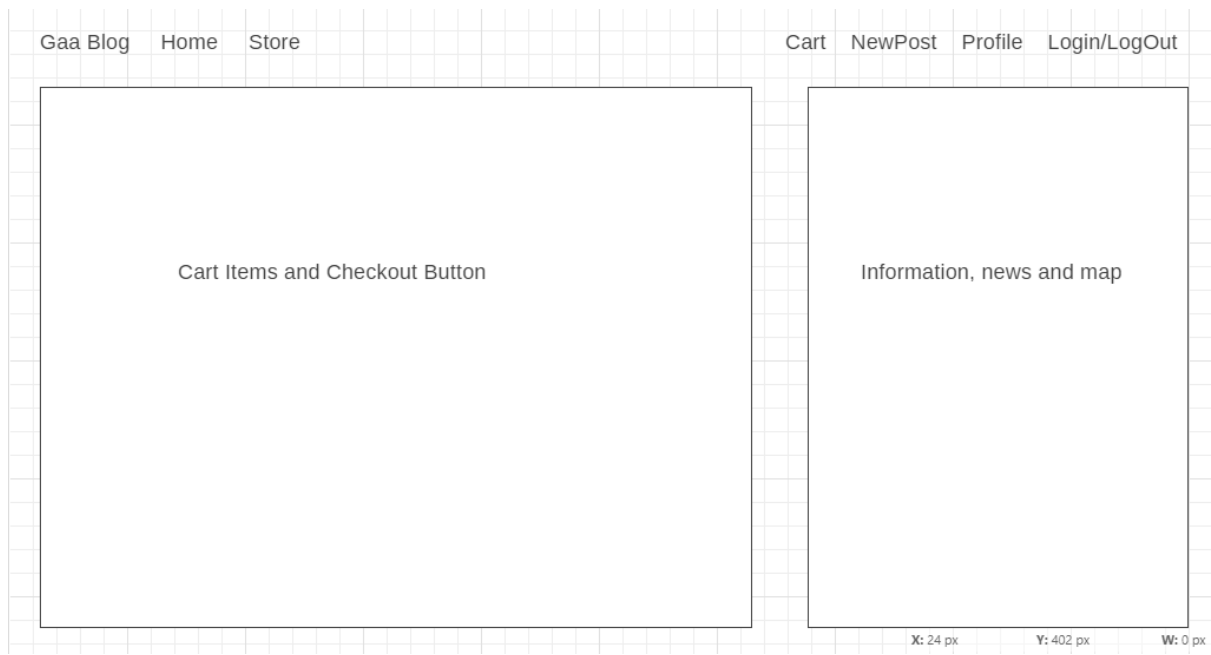 Gaa Blog Home Store Cart NewPost Profile Login/LogOut
Cart Items and Checkout Button
Information, news and map
X: 24 px Y: 402 px W: 0 px